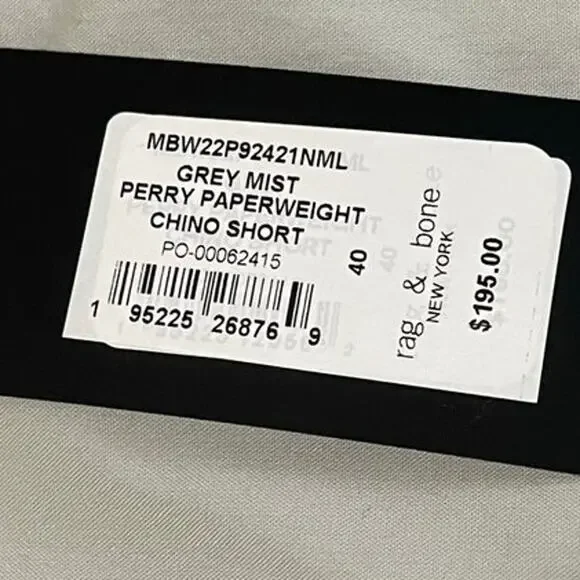 MBW22P92421NML
GREY MIST
PERRY PAPERWEIGHT
CHINO SHORT
PO-00062415
1 95225 26876 9
40
rag & bone
NEW YORK
$195.00